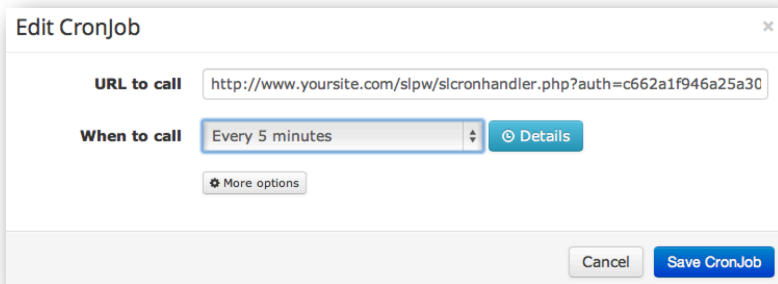 Edit CronJob ×
URL to call http://www.yoursite.com/slpw/slcronhandler.php?auth=c662a1f946a25a30
When to call Every 5 minutes Details
More options
Cancel Save CronJob